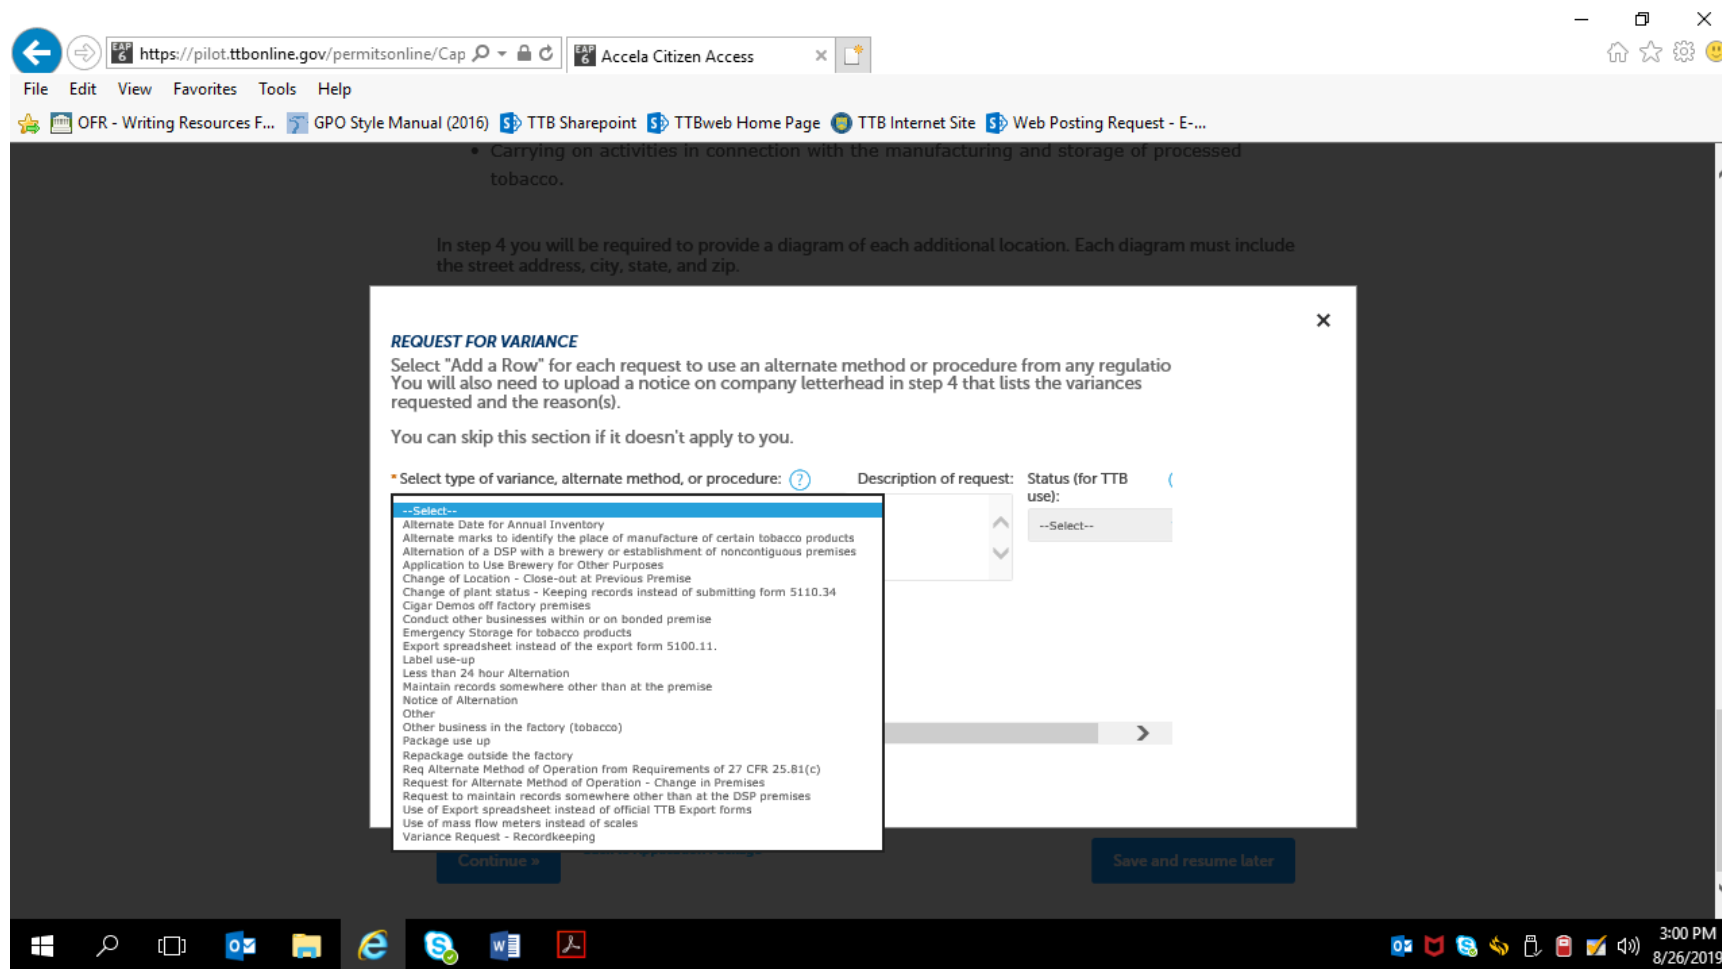 https://pilot.ttbonline.gov/permitsonline/Cap
Accela Citizen Access
File Edit View Favorites Tools Help
OFR - Writing Resources F... GPO Style Manual (2016) TTB Sharepoint TTBweb Home Page TTB Internet Site Web Posting Request - E-...
• Carrying on activities in connection with the manufacturing and storage of processed
tobacco.
In step 4 you will be required to provide a diagram of each additional location. Each diagram must include
the street address, city, state, and zip.
REQUEST FOR VARIANCE
Select "Add a Row" for each request to use an alternate method or procedure from any regulatio
You will also need to upload a notice on company letterhead in step 4 that lists the variances
requested and the reason(s).
You can skip this section if it doesn't apply to you.
* Select type of variance, alternate method, or procedure: ? Description of request: Status (for TTB
use):
--Select--
--Select--
Alternate Date for Annual Inventory
Alternate marks to identify the place of manufacture of certain tobacco products
Alternation of a DSP with a brewery or establishment of noncontiguous premises
Application to Use Brewery for Other Purposes
Change of Location - Close-out at Previous Premise
Change of plant status - Keeping records instead of submitting form 5110.34
Cigar Demos off factory premises
Conduct other businesses within or on bonded premise
Emergency Storage for tobacco products
Export spreadsheet instead of the export form 5100.11.
Label use-up
Less than 24 hour Alternation
Maintain records somewhere other than at the premise
Notice of Alternation
Other
Other business in the factory (tobacco)
Package use up
Repackage outside the factory
Req Alternate Method of Operation from Requirements of 27 CFR 25.81(c)
Request for Alternate Method of Operation - Change in Premises
Request to maintain records somewhere other than at the DSP premises
Use of Export spreadsheet instead of official TTB Export forms
Use of mass flow meters instead of scales
Variance Request - Recordkeeping
Continue » Save and resume later
3:00 PM
8/26/2019